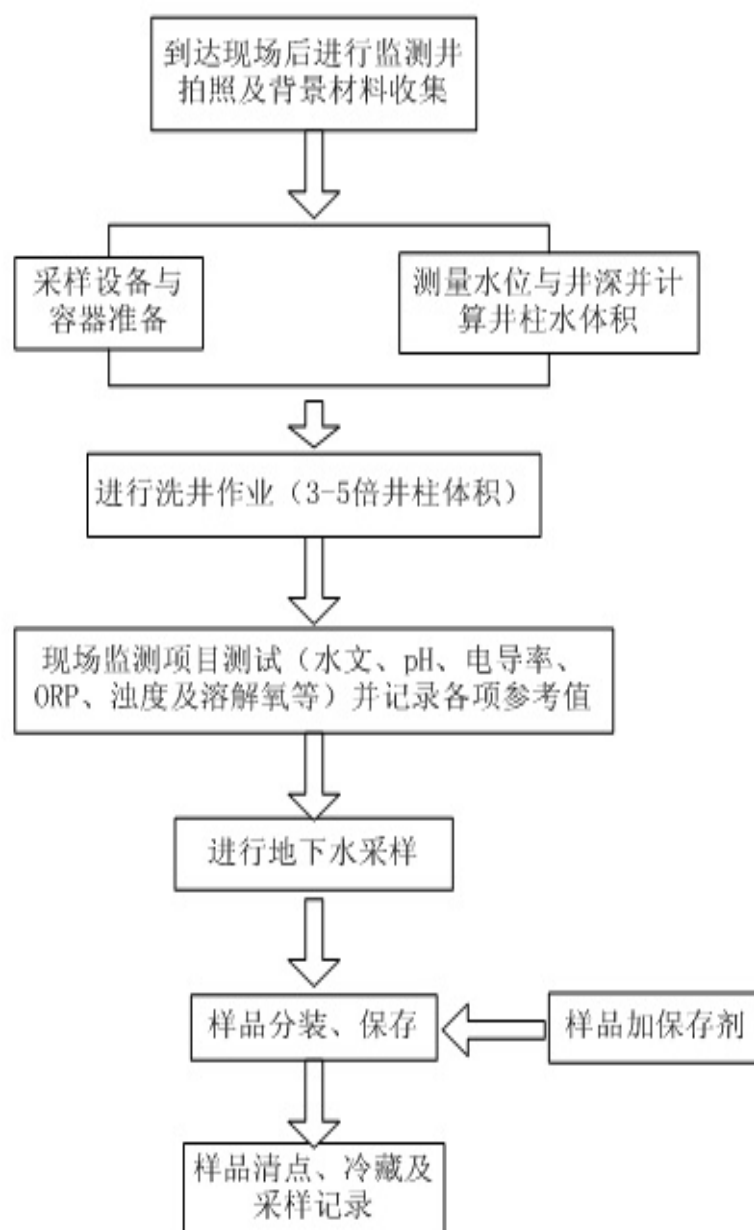 到达现场后进行监测井
拍照及背景材料收集
采样设备与
容器准备
测量水位与井深并计
算井柱水体积
进行洗井作业（3-5倍井柱体积）
现场监测项目测试（水文、pH、电导率、
ORP、浊度及溶解氧等）并记录各项参考值
进行地下水采样
样品分装、保存
样品加保存剂
样品清点、冷藏及
采样记录